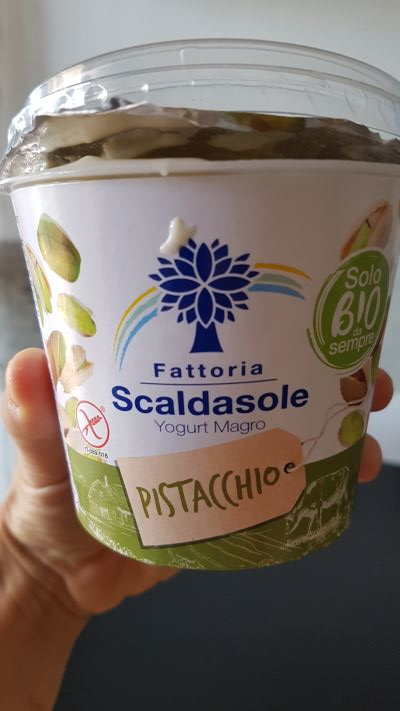 Solo
BIO
da
sempre
Fattoria
Scaldasole
Yogurt Magro
PISTACCHIO
e